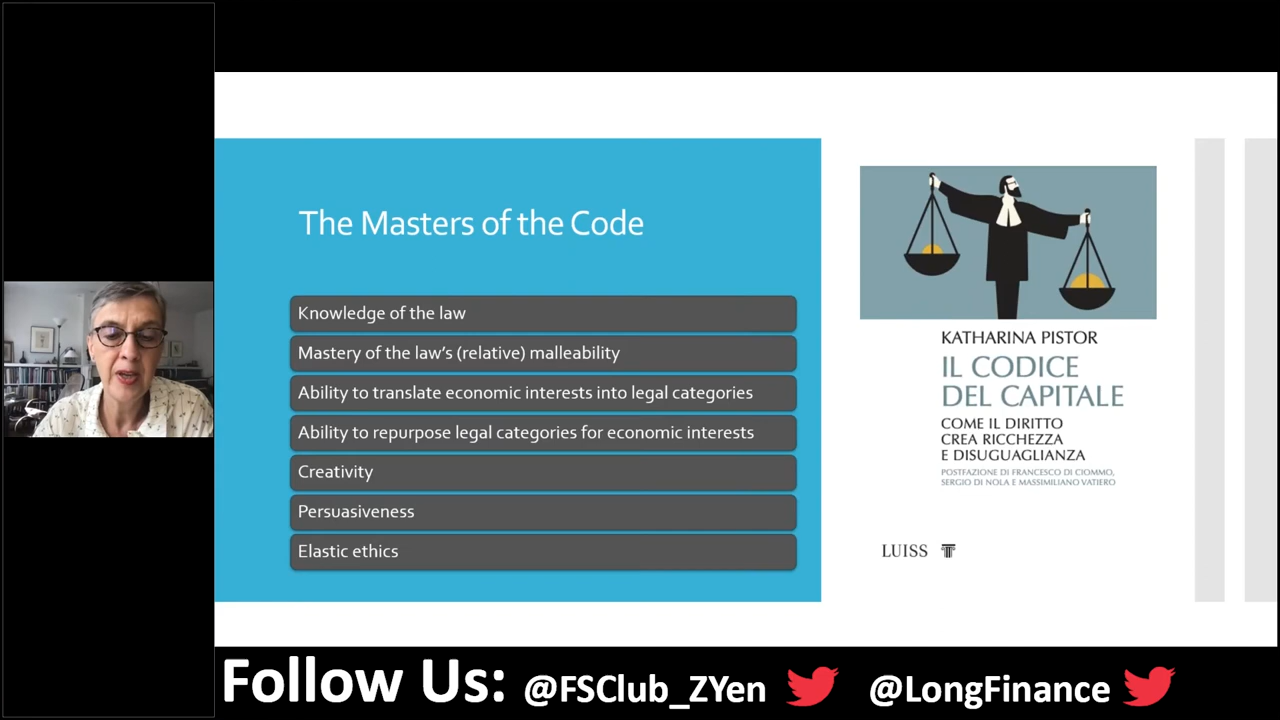 The Masters of the Code
Knowledge of the law
Mastery of the law's (relative) malleability
Ability to translate economic interests into legal categories
Ability to repurpose legal categories for economic interests
Creativity
Persuasiveness
Elastic ethics
KATHARINA PISTOR
IL CODICE
DEL CAPITALE
COME IL DIRITTO
CREA RICCHEZZA
E DISUGUAGLIANZA
POSTFAZIONE DI FRANCESCO DI CIOMMO,
SERGIO DI NOLA E MASSIMILIANO VATIERO
LUISS
Follow Us: @FSClub_ZYen @LongFinance